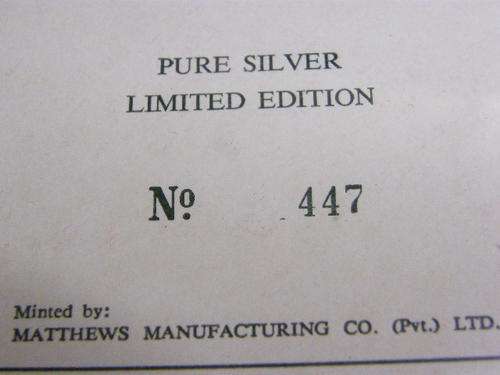 PURE SILVER
LIMITED EDITION
Nº. 447
Minted by:
MATTHEWS MANUFACTURING CO. (Pvt.) LTD.